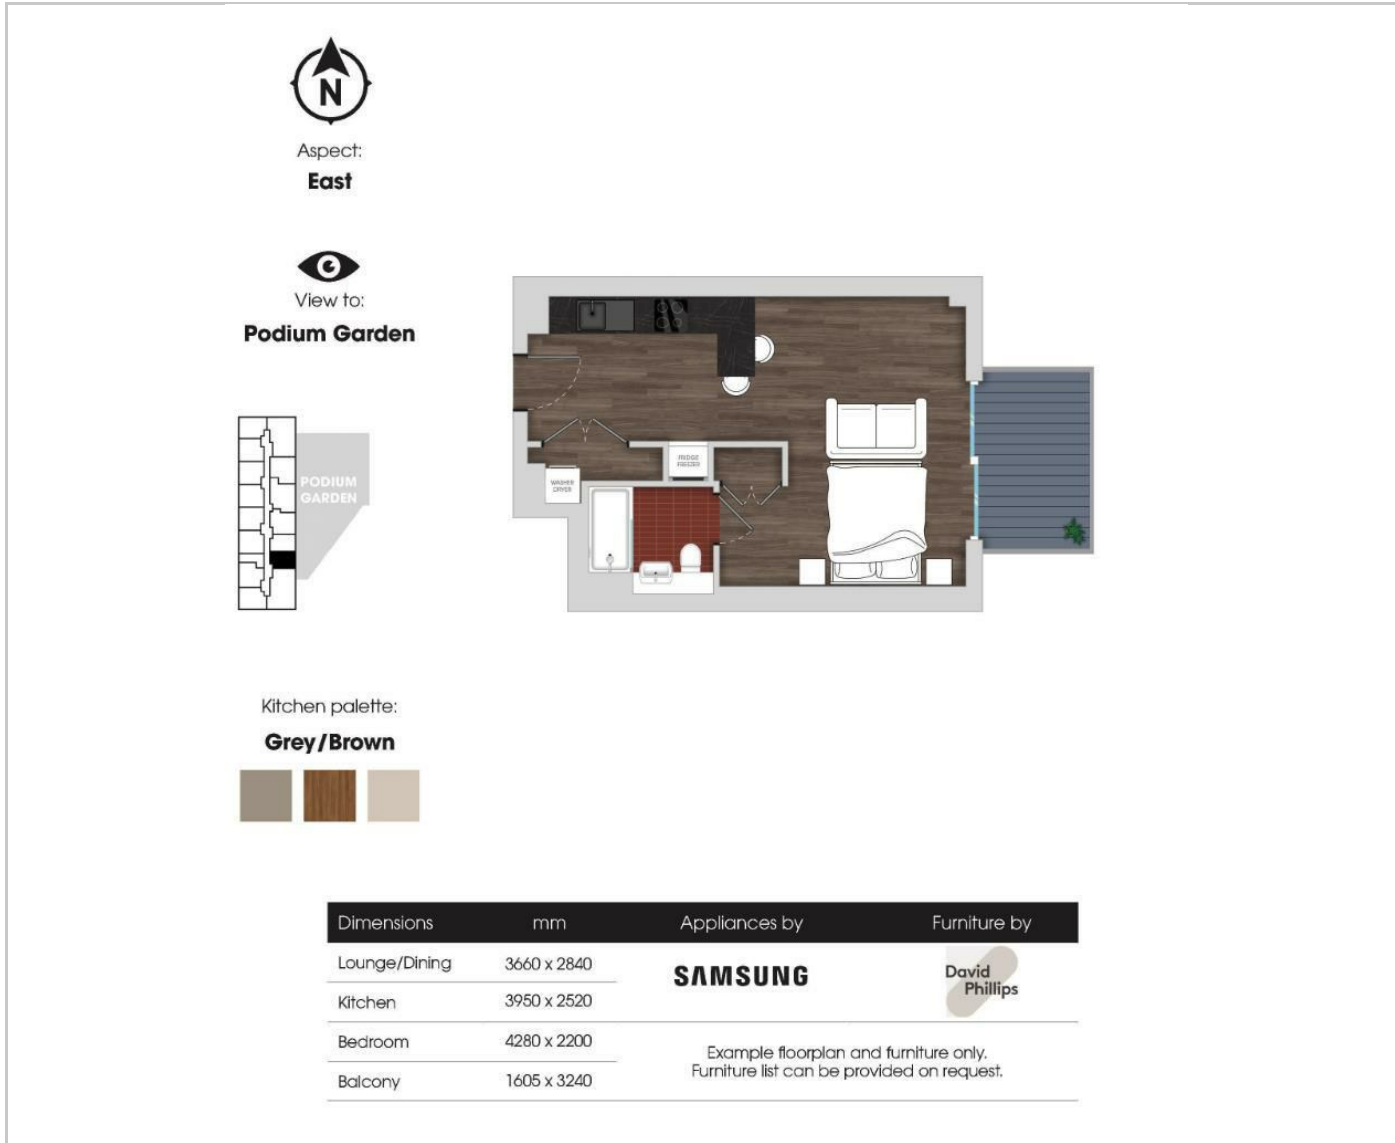 N
Aspect:
East
View to:
Podium Garden
PODIUM
GARDEN
FRIDGE
FREEZER
WASHER
DRYER
Kitchen palette:
Grey/Brown
Dimensions mm Appliances by Furniture by
Lounge/Dining 3660 x 2840
SAMSUNG
David
Phillips
Kitchen 3950 x 2520
Bedroom 4280 x 2200
Example floorplan and furniture only.
Furniture list can be provided on request.
Balcony 1605 x 3240